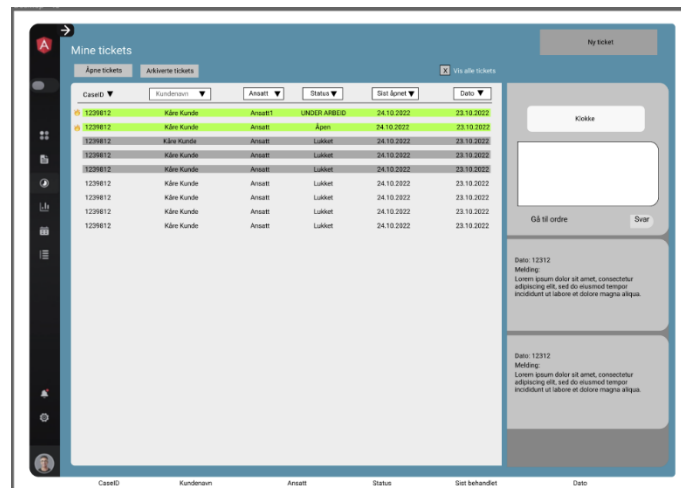 Mine tickets
Ny ticket
Åpne tickets
Arkiverte tickets
X Vis alle tickets
CaseID ▼ Kundenavn ▼ Ansatt ▼ Status ▼ Sist åpnet ▼ Dato ▼
1239812 Kåre Kunde Ansatt1 UNDER ARBEID 24.10.2022 23.10.2022
1239812 Kåre Kunde Ansatt Åpen 24.10.2022 23.10.2022
1239812 Kåre Kunde Ansatt Lukket 24.10.2022 23.10.2022
1239812 Kåre Kunde Ansatt Lukket 24.10.2022 23.10.2022
1239812 Kåre Kunde Ansatt Lukket 24.10.2022 23.10.2022
1239812 Kåre Kunde Ansatt Lukket 24.10.2022 23.10.2022
1239812 Kåre Kunde Ansatt Lukket 24.10.2022 23.10.2022
1239812 Kåre Kunde Ansatt Lukket 24.10.2022 23.10.2022
1239812 Kåre Kunde Ansatt Lukket 24.10.2022 23.10.2022
Klokke
Gå til ordre
Svar
Dato: 12312
Melding:
Lorem ipsum dolor sit amet, consectetur
adipiscing elit, sed do eiusmod tempor
incididunt ut labore et dolore magna aliqua.
Dato: 12312
Melding:
Lorem ipsum dolor sit amet, consectetur
adipiscing elit, sed do eiusmod tempor
incididunt ut labore et dolore magna aliqua.
CaseID Kundenavn Ansatt Status Sist behandlet Dato